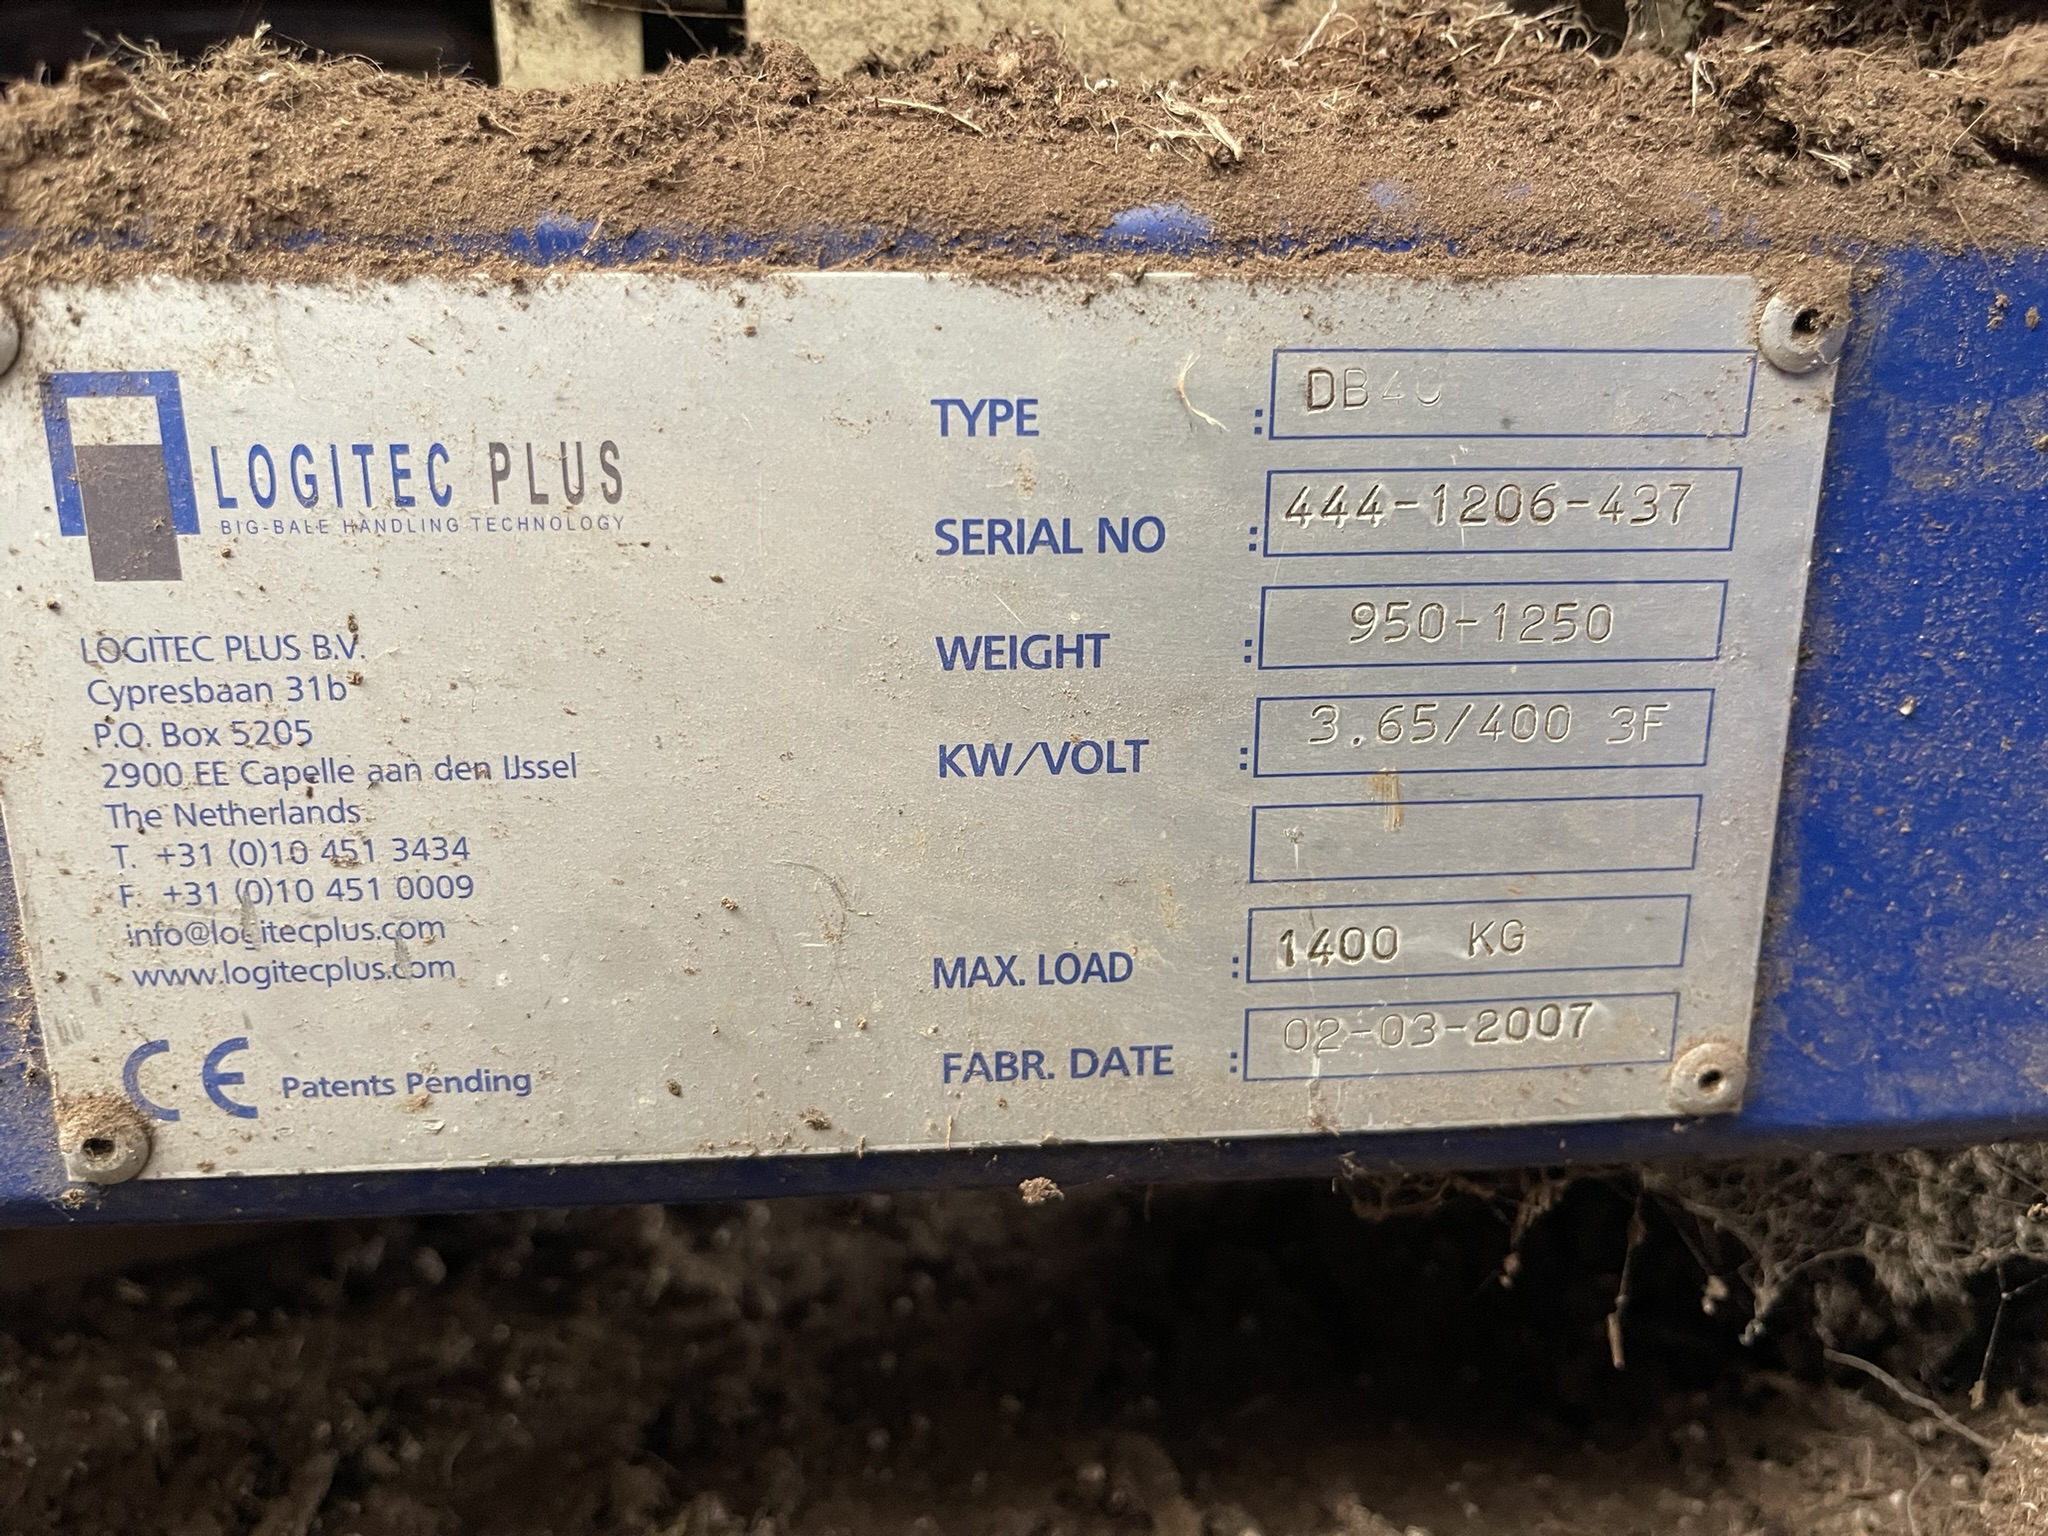 LOGITEC PLUS
BIG-BALE HANDLING TECHNOLOGY
LOGITEC PLUS B.V.
Cypresbaan 31b
P.O. Box 5205
2900 EE Capelle aan den IJssel
The Netherlands
T. +31 (0)10 451 3434
F. +31 (0)10 451 0009
info@logitecplus.com
www.logitecplus.com
CE Patents Pending
TYPE :
SERIAL NO : 444-1206-437
WEIGHT : 950-1250
KW/VOLT : 3.65/400 3F
MAX. LOAD : 1400 KG
FABR. DATE : 02-03-2007